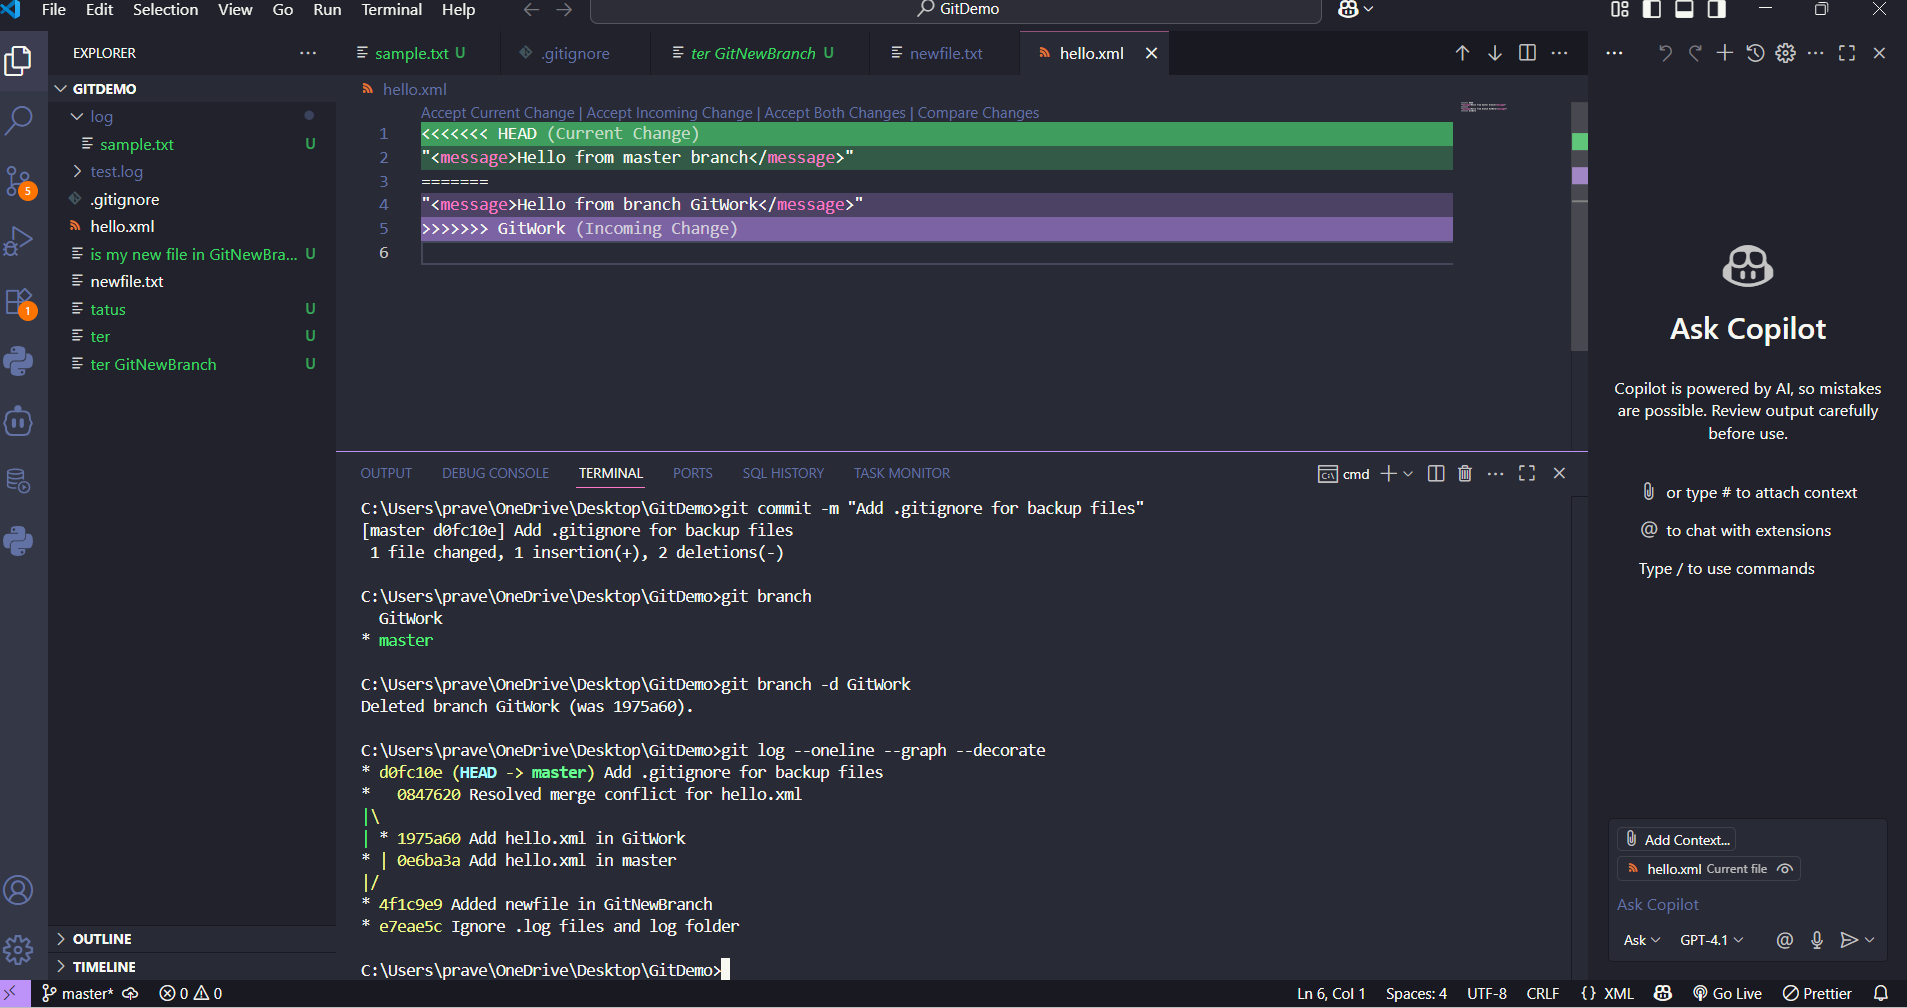 File Edit Selection View Go Run Terminal Help
GitDemo
EXPLORER
GITDEMO
log
sample.txt U
test.log
.gitignore
hello.xml
is my new file in GitNewBra... U
newfile.txt
tatus U
ter U
ter GitNewBranch U
OUTLINE
TIMELINE
5
1
sample.txt U
.gitignore
ter GitNewBranch U
newfile.txt
hello.xml
hello.xml
Accept Current Change | Accept Incoming Change | Accept Both Changes | Compare Changes
1 <<<<<<< HEAD (Current Change)
2 "<message>Hello from master branch</message>"
3 =======
4 "<message>Hello from branch GitWork</message>"
5 >>>>>>> GitWork (Incoming Change)
6
OUTPUT DEBUG CONSOLE TERMINAL PORTS SQL HISTORY TASK MONITOR
cmd
C:\Users\prave\OneDrive\Desktop\GitDemo>git commit -m "Add .gitignore for backup files"
[master d0fc10e] Add .gitignore for backup files
1 file changed, 1 insertion(+), 2 deletions(-)
C:\Users\prave\OneDrive\Desktop\GitDemo>git branch
GitWork
* master
C:\Users\prave\OneDrive\Desktop\GitDemo>git branch -d GitWork
Deleted branch GitWork (was 1975a60).
C:\Users\prave\OneDrive\Desktop\GitDemo>git log --oneline --graph --decorate
* d0fc10e (HEAD -> master) Add .gitignore for backup files
*   0847620 Resolved merge conflict for hello.xml
|\
| * 1975a60 Add hello.xml in GitWork
* | 0e6ba3a Add hello.xml in master
|/
* 4f1c9e9 Added newfile in GitNewBranch
* e7eae5c Ignore .log files and log folder
C:\Users\prave\OneDrive\Desktop\GitDemo>
Ask Copilot
Copilot is powered by AI, so mistakes
are possible. Review output carefully
before use.
or type # to attach context
@ to chat with extensions
Type / to use commands
Add Context...
hello.xml Current file
Ask Copilot
Ask GPT-4.1 @
master* 0 0
Ln 6, Col 1 Spaces: 4 UTF-8 CRLF {} XML Go Live Prettier